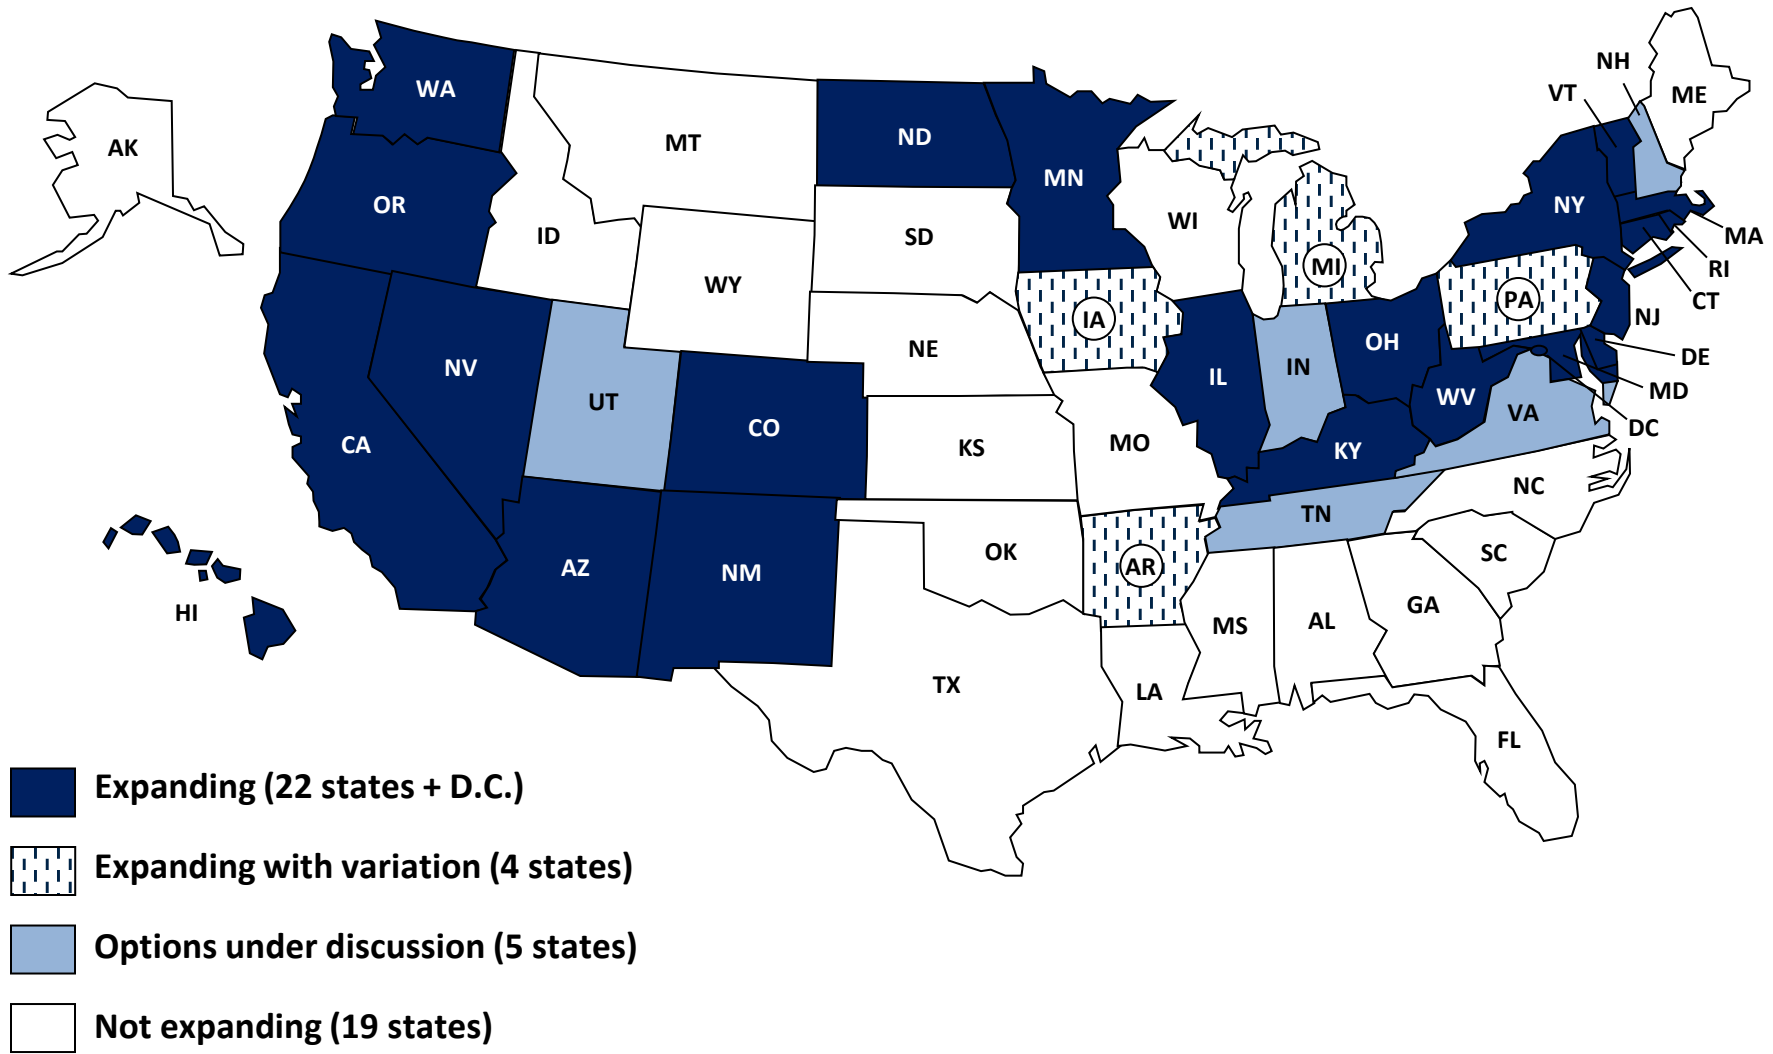 NH
VT
ME
WA
AK
MT
ND
MN
OR
ID
SD
WI
NY
MA
WY
MI
RI
PA
CT
IA
NJ
NE
OH
DE
NV
IN
IL
MD
UT
WV
VA
CO
DC
CA
KS
MO
KY
NC
TN
OK
SC
AZ
NM
AR
HI
GA
MS
AL
TX
LA
FL
Expanding (22 states + D.C.)
Expanding with variation (4 states)
Options under discussion (5 states)
Not expanding (19 states)